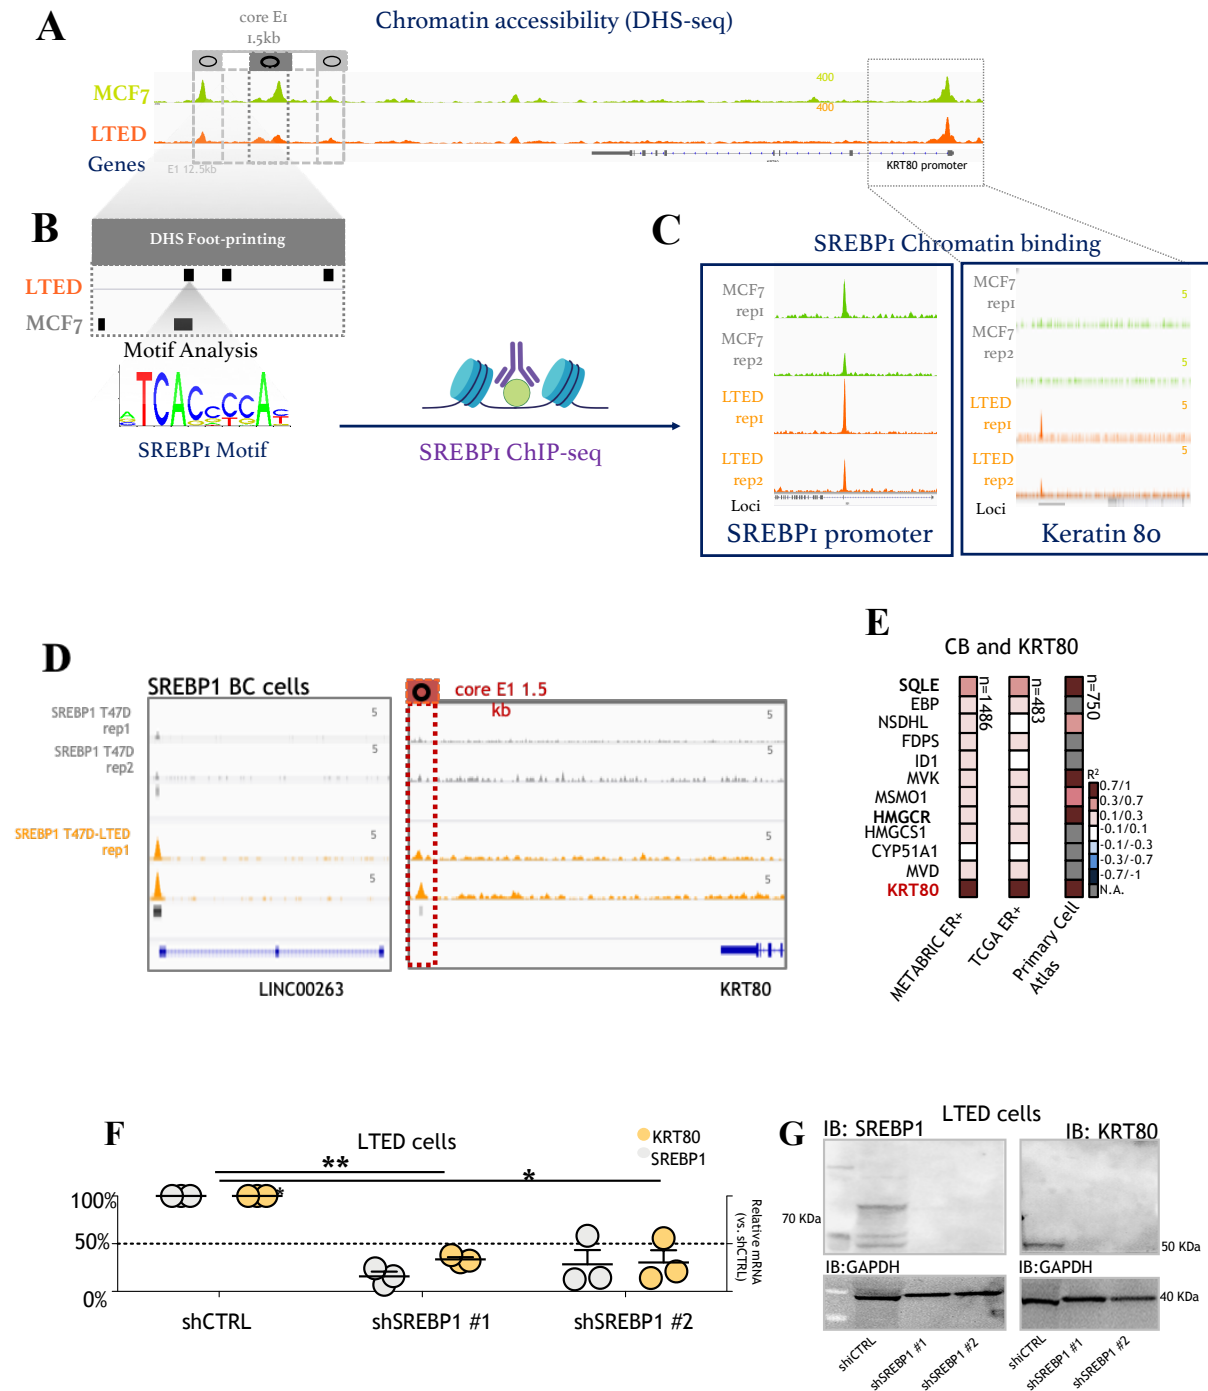 A
core E1
1.5kb
Chromatin accessibility (DHS-seq)
MCF7
400
400
LTED
Genes
E1 12.5kb
KRT80 promoter
B
DHS Foot-printing
LTED
MCF7
Motif Analysis
TCAC
CCA
SREBP1 Motif
SREBP1 ChIP-seq
C
SREBP1 Chromatin binding
MCF7
rep1
MCF7
rep2
LTED
rep1
LTED
rep2
Loci
SREBP1 promoter
MCF7
rep1
5
MCF7
rep2
5
LTED
rep1
5
LTED
rep2
5
Loci
Keratin 80
D
SREBP1 BC cells
core E1 1.5
kb
SREBP1 T47D
rep1
5
5
SREBP1 T47D
rep2
5
5
SREBP1 T47D-LTED
rep1
5
5
5
5
LINC00263
KRT80
E
CB and KRT80
SQLE
EBP
NSDHL
FDPS
ID1
MVK
MSMO1
HMGCR
HMGCS1
CYP51A1
MVD
KRT80
n=1486
n=483
n=750
R²
0.7/1
0.3/0.7
0.1/0.3
-0.1/0.1
-0.1/-0.3
-0.3/-0.7
-0.7/-1
N.A.
METABRIC ER+
TCGA ER+
Primary Cell
Atlas
F
LTED cells
KRT80
SREBP1
**
*
*
100%
50%
0%
Relative mRNA
(vs. shCTRL)
shCTRL
shSREBP1 #1
shSREBP1 #2
G
LTED cells
IB: SREBP1
IB: KRT80
70 KDa
50 KDa
IB:GAPDH
IB:GAPDH
40 KDa
shiCTRL
shSREBP1 #1
shSREBP1 #2
shiCTRL
shSREBP1 #1
shSREBP1 #2